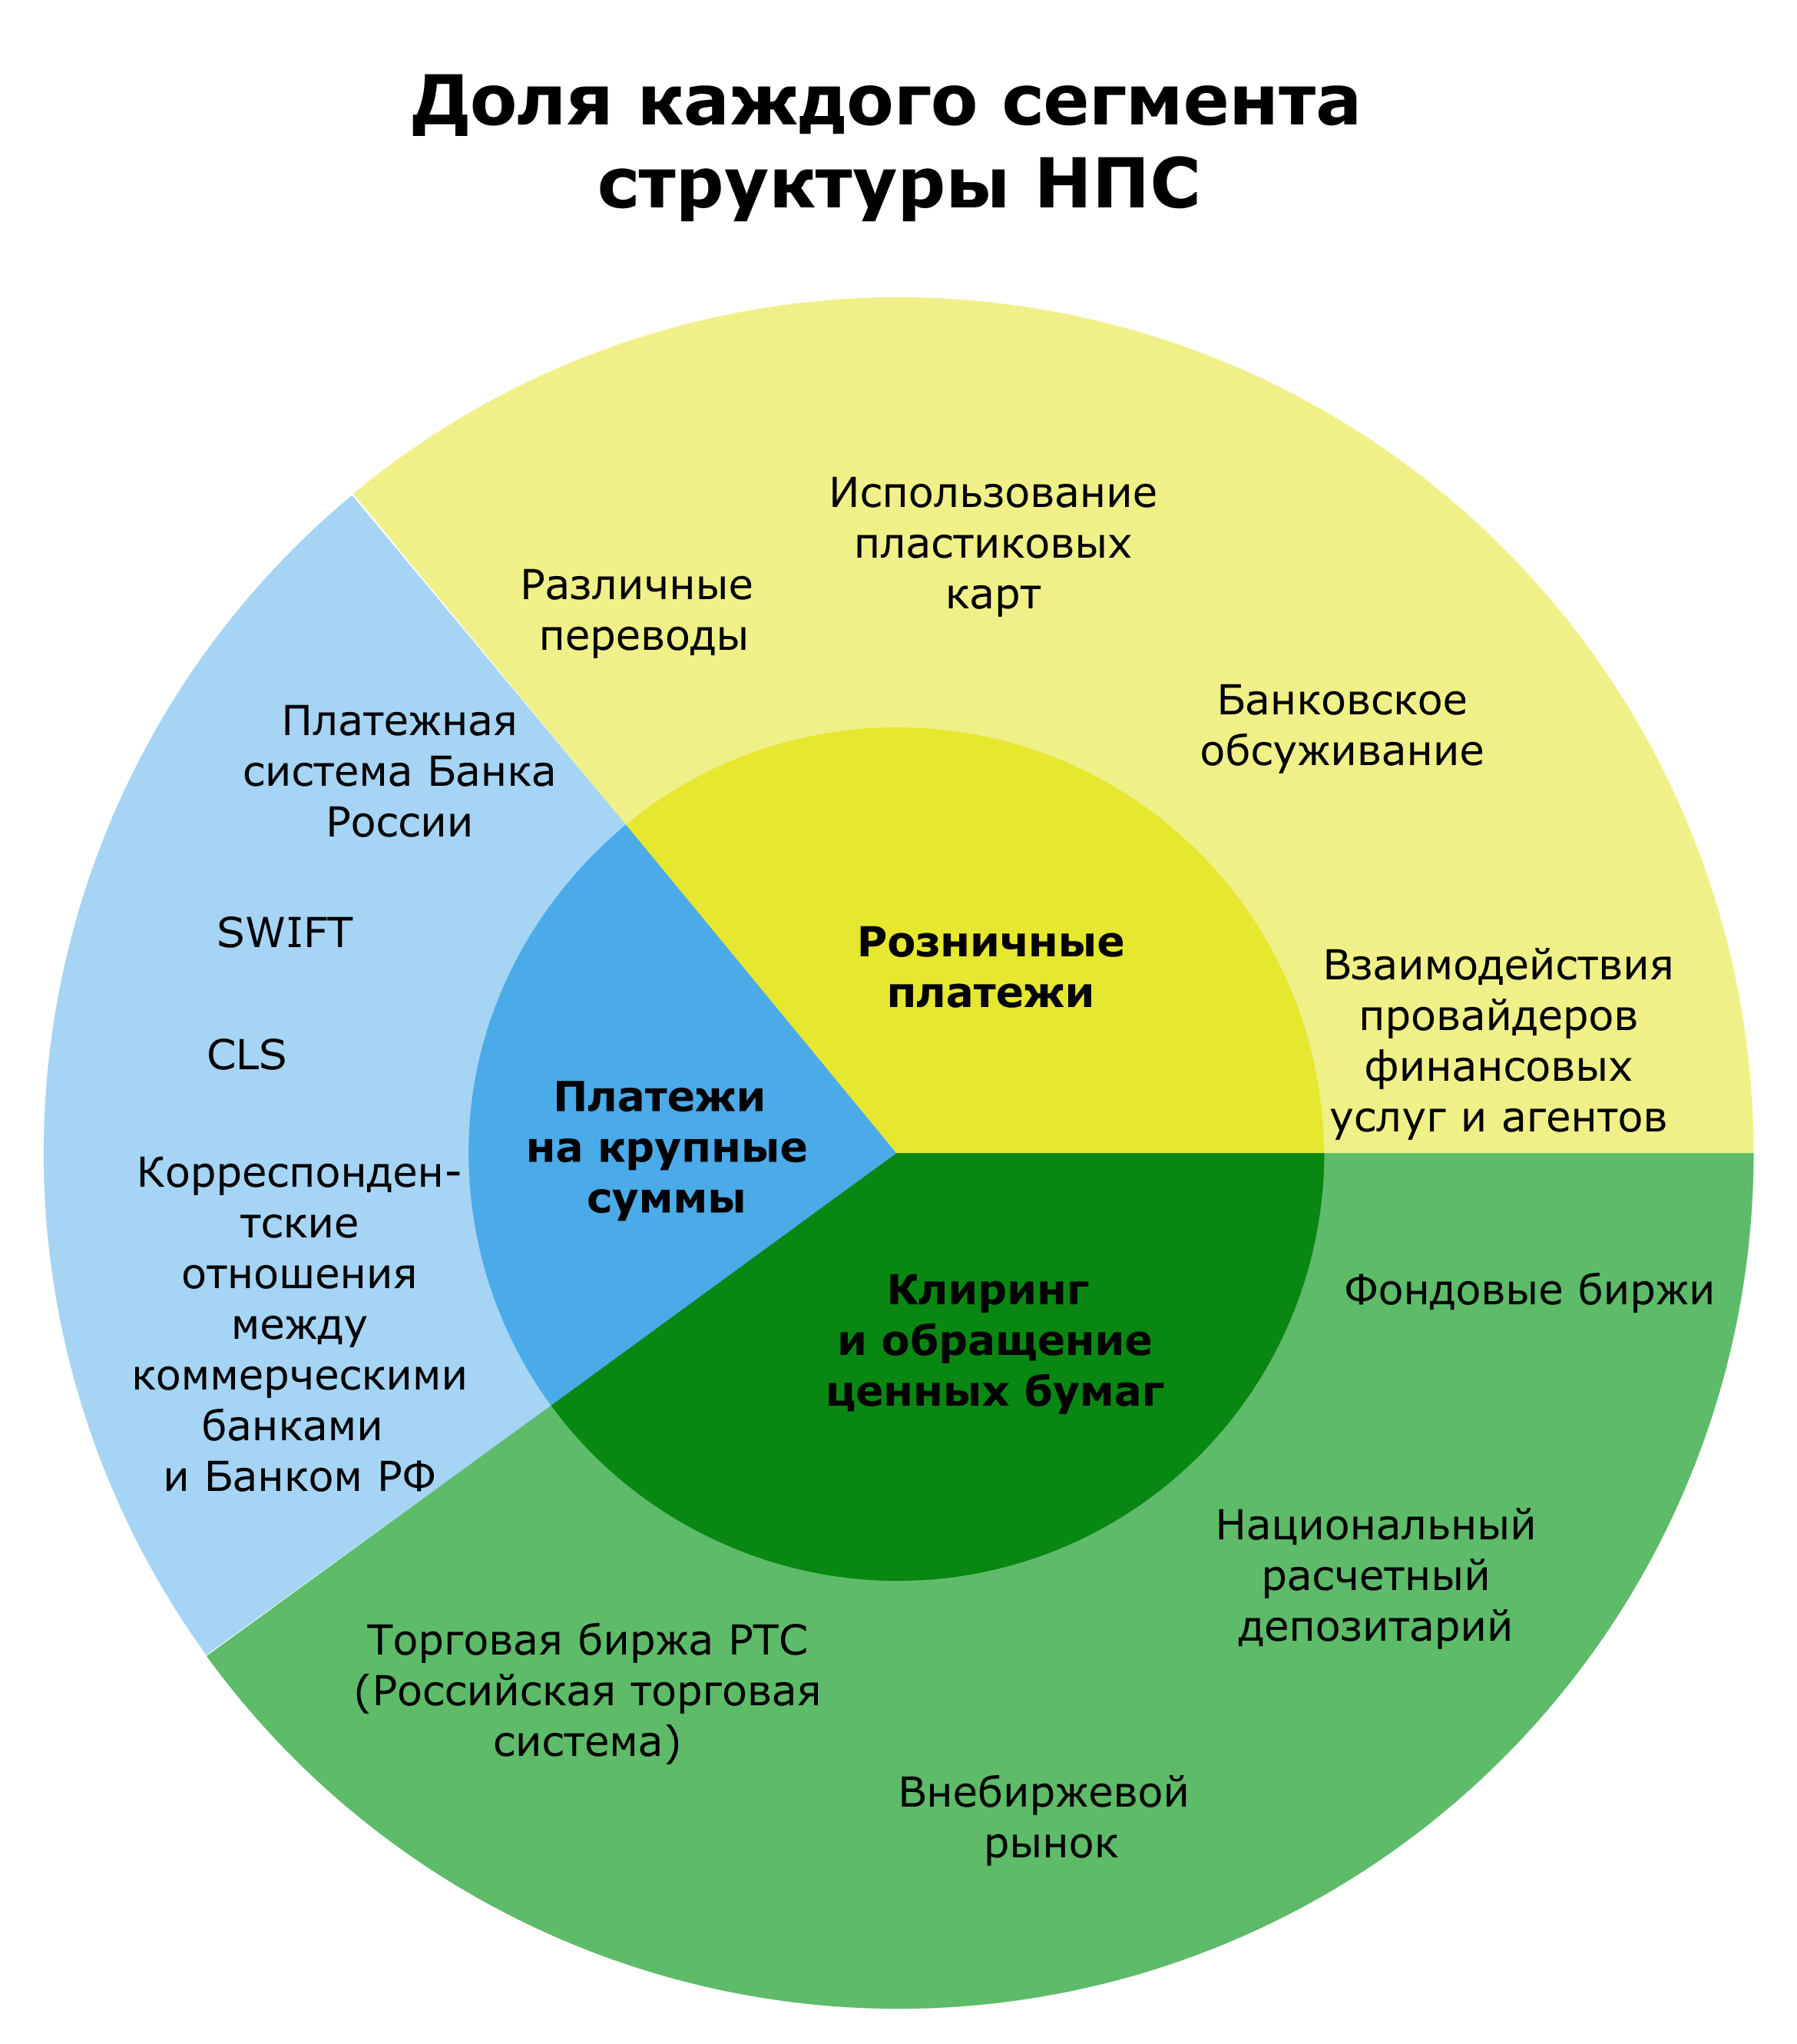 Доля каждого сегмента
структуры НПС
Использование
пластиковых
карт
Различные
переводы
Банковское
обсуживание
Взаимодействия
провайдеров
финансовых
услуг и агентов
Розничные
платежи
Платежная
система Банка
России
SWIFT
CLS
Корреспонден-
тские
отношения
между
коммерческими
банками
и Банком РФ
Платежи
на крупные
суммы
Клиринг
и обращение
ценных бумаг
Фондовые биржи
Национальный
расчетный
депозитарий
Торговая биржа РТС
(Российская торговая
система)
Внебиржевой
рынок